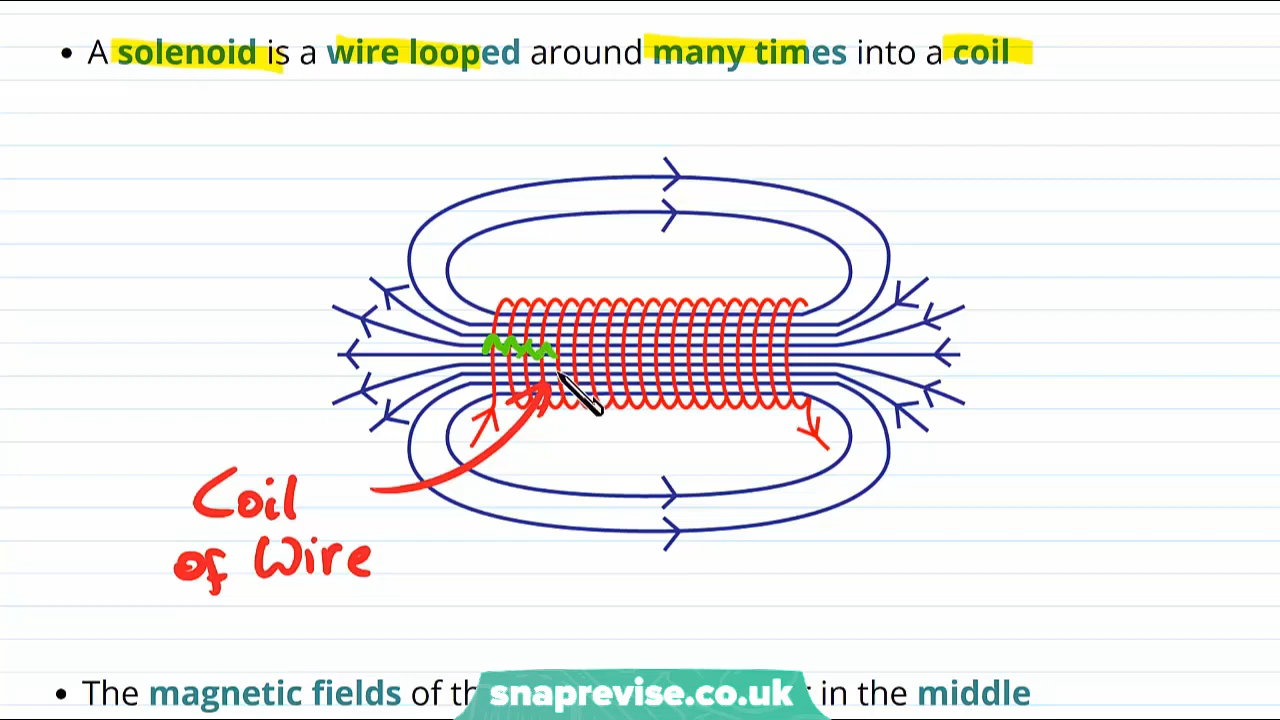 • A solenoid is a wire looped around many times into a coil
Coil
of Wire
• The magnetic fields of in the middle
snaprevise.co.uk